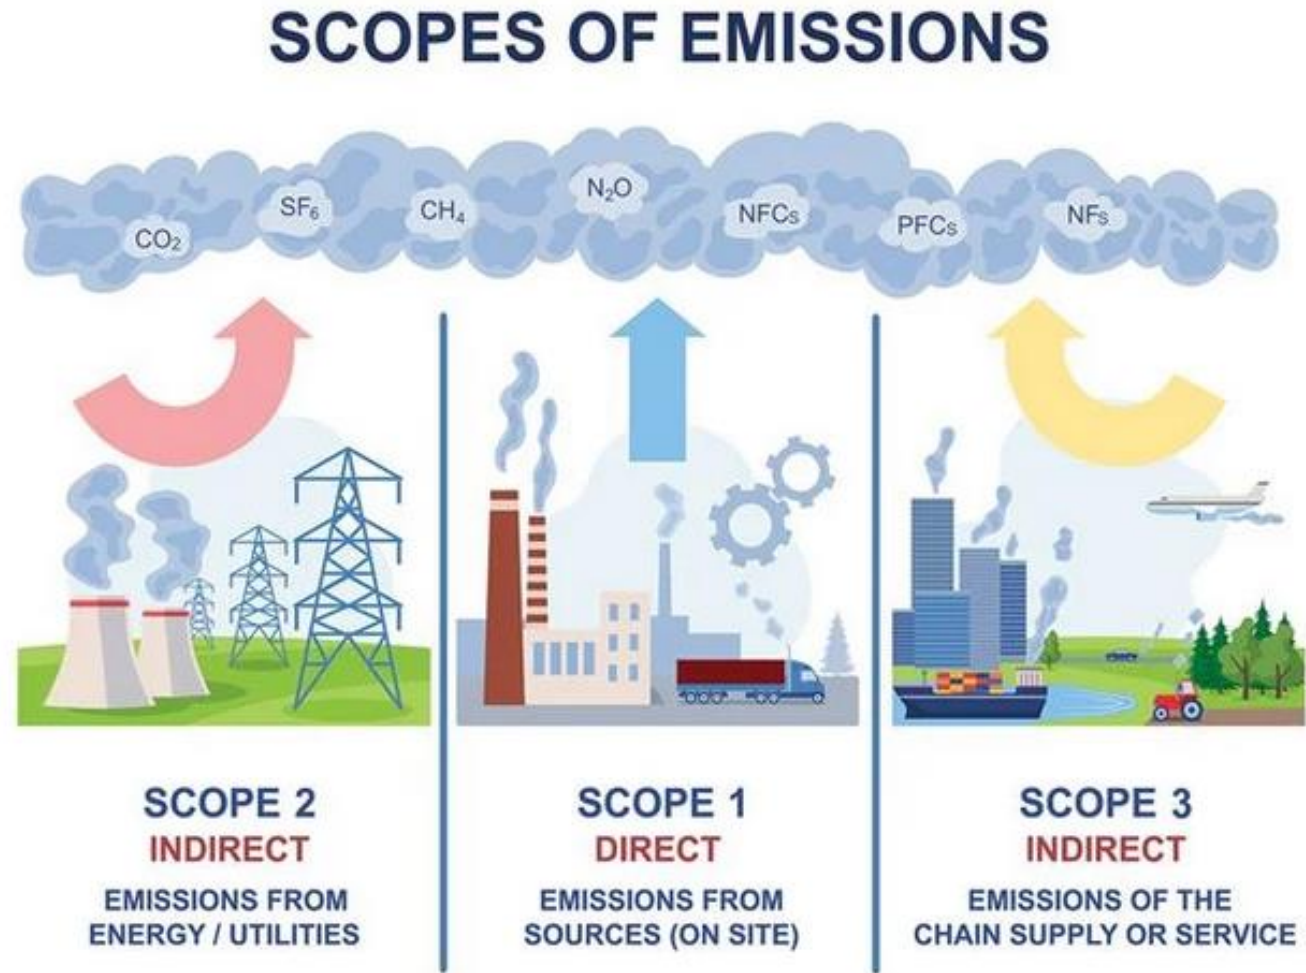 SCOPES OF EMISSIONS
CO₂
SF₆
CH₄
N₂O
NFCs
PFCs
NFs
SCOPE 2
INDIRECT
EMISSIONS FROM
ENERGY / UTILITIES
SCOPE 1
DIRECT
EMISSIONS FROM
SOURCES (ON SITE)
SCOPE 3
INDIRECT
EMISSIONS OF THE
CHAIN SUPPLY OR SERVICE